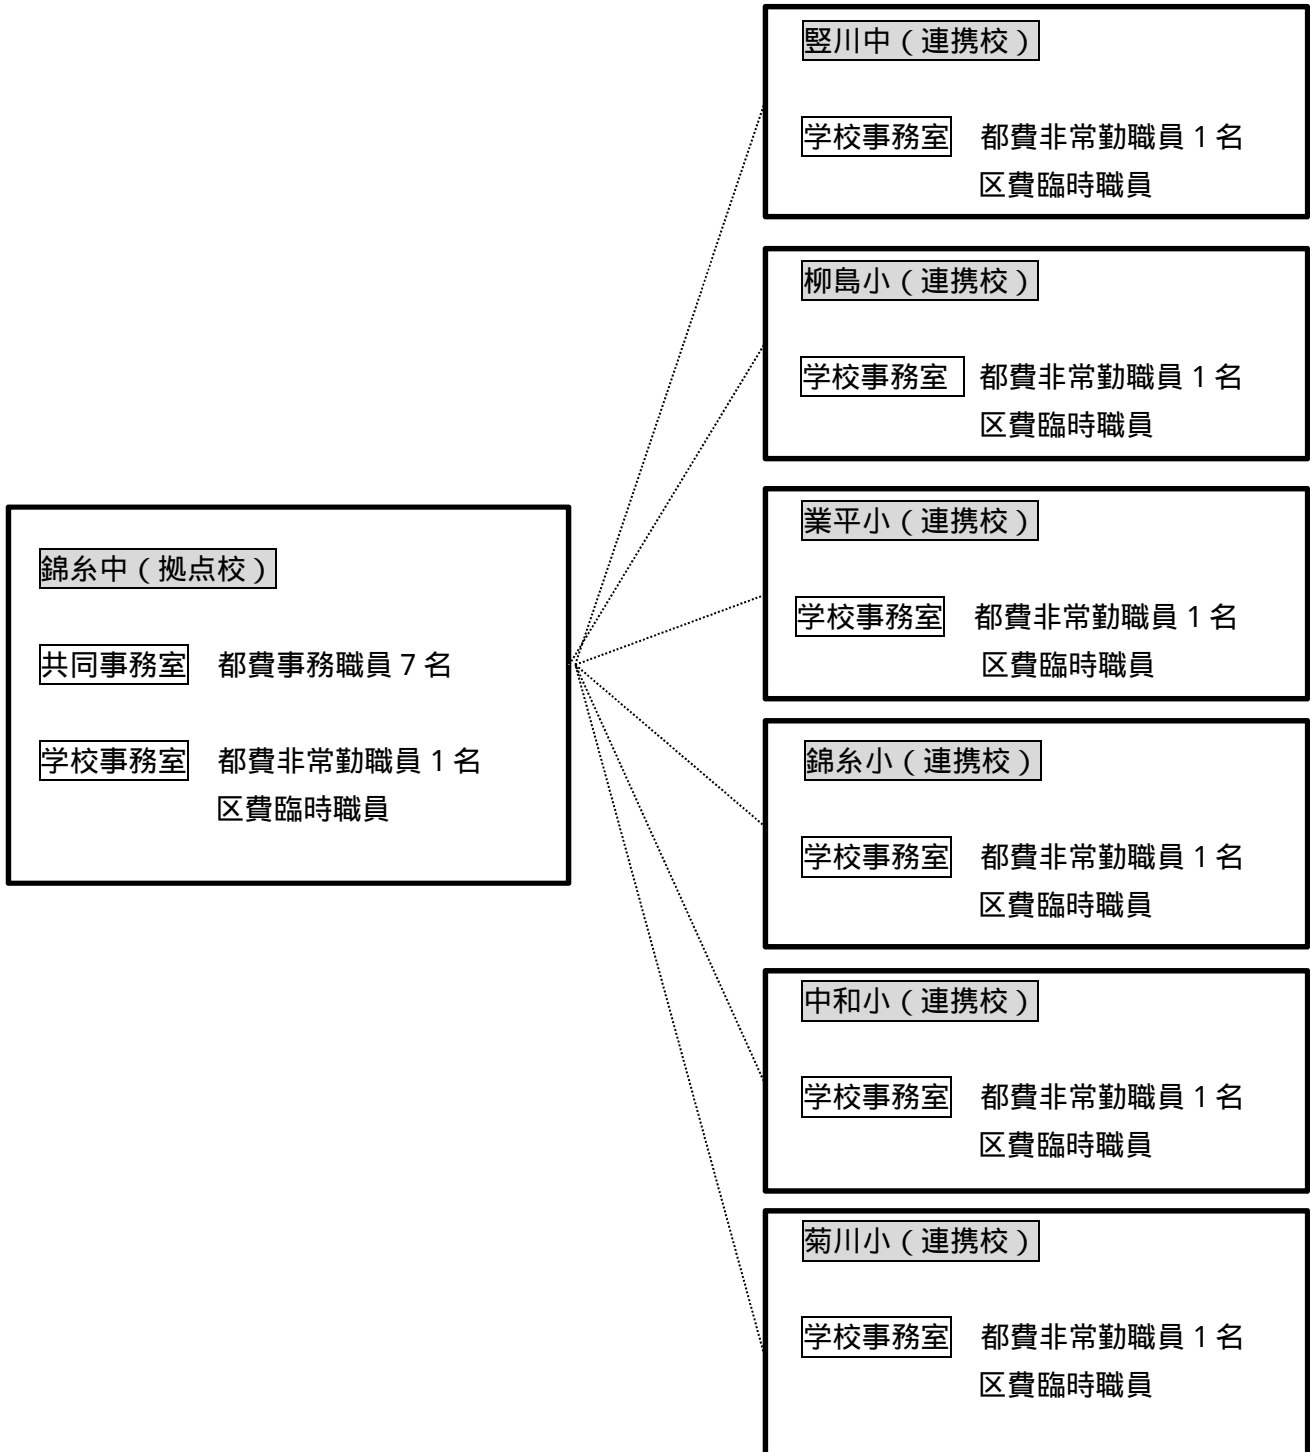 竪川中（連携校）
学校事務室　都費非常勤職員１名
区費臨時職員
柳島小（連携校）
学校事務室　都費非常勤職員１名
区費臨時職員
業平小（連携校）
学校事務室　都費非常勤職員１名
区費臨時職員
錦糸中（拠点校）
共同事務室　都費事務職員７名
学校事務室　都費非常勤職員１名
区費臨時職員
錦糸小（連携校）
学校事務室　都費非常勤職員１名
区費臨時職員
中和小（連携校）
学校事務室　都費非常勤職員１名
区費臨時職員
菊川小（連携校）
学校事務室　都費非常勤職員１名
区費臨時職員